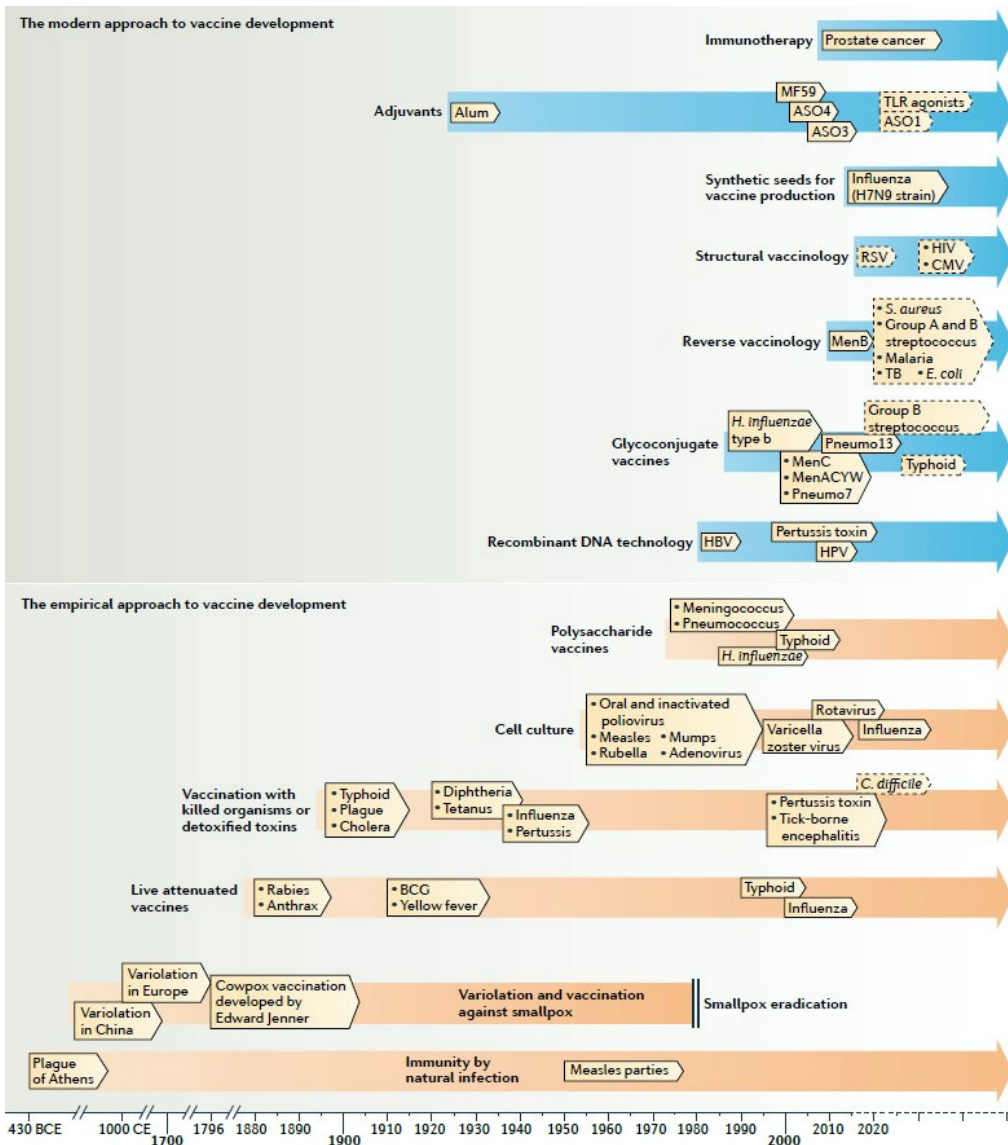 The modern approach to vaccine development
Immunotherapy
Prostate cancer
Adjuvants
Alum
MF59
ASO4
ASO3
TLR agonists
ASO1
Synthetic seeds for
vaccine production
Influenza
(H7N9 strain)
Structural vaccinology
RSV
• HIV
• CMV
Reverse vaccinology
MenB
• S. aureus
• Group A and B
streptococcus
• Malaria
• TB • E. coli
Glycoconjugate
vaccines
H. influenzae
type b
• MenC
• MenACYW
• Pneumo7
Pneumo13
Group B
streptococcus
Typhoid
Recombinant DNA technology
HBV
Pertussis toxin
HPV
The empirical approach to vaccine development
Polysaccharide
vaccines
• Meningococcus
• Pneumococcus
Typhoid
H. influenzae
Cell culture
• Oral and inactivated
poliovirus
• Measles • Mumps
• Rubella • Adenovirus
Rotavirus
Varicella
zoster virus
Influenza
Vaccination with
killed organisms or
detoxified toxins
• Typhoid
• Plague
• Cholera
• Diphtheria
• Tetanus
• Influenza
• Pertussis
• Pertussis toxin
• Tick-borne
encephalitis
C. difficile
Live attenuated
vaccines
• Rabies
• Anthrax
• BCG
• Yellow fever
Typhoid
Influenza
Variolation
in Europe
Variolation
in China
Cowpox vaccination
developed by
Edward Jenner
Variolation and vaccination
against smallpox
Smallpox eradication
Plague
of Athens
Immunity by
natural infection
Measles parties
430 BCE 1000 CE 1700 1796 1880 1890 1900 1910 1920 1930 1940 1950 1960 1970 1980 1990 2000 2010 2020